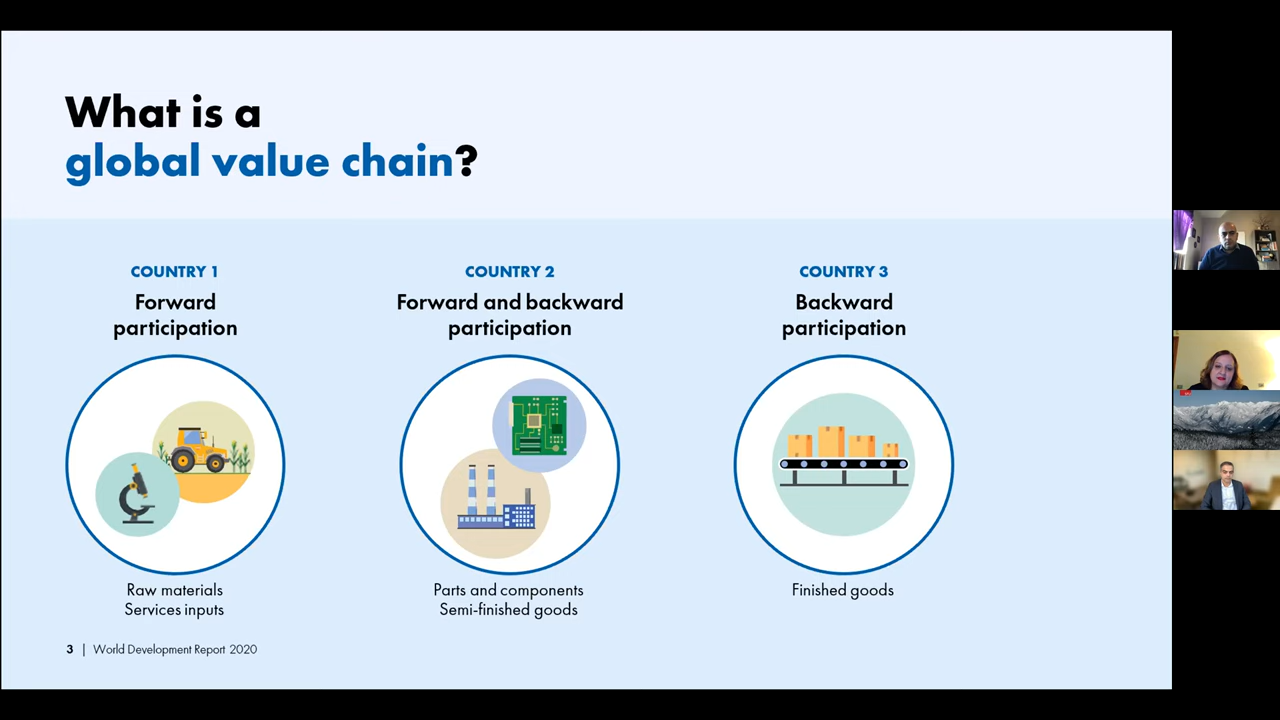 What is a
global value chain?
COUNTRY 1
Forward
participation
Raw materials
Services inputs
COUNTRY 2
Forward and backward
participation
Parts and components
Semi-finished goods
COUNTRY 3
Backward
participation
Finished goods
3 | World Development Report 2020